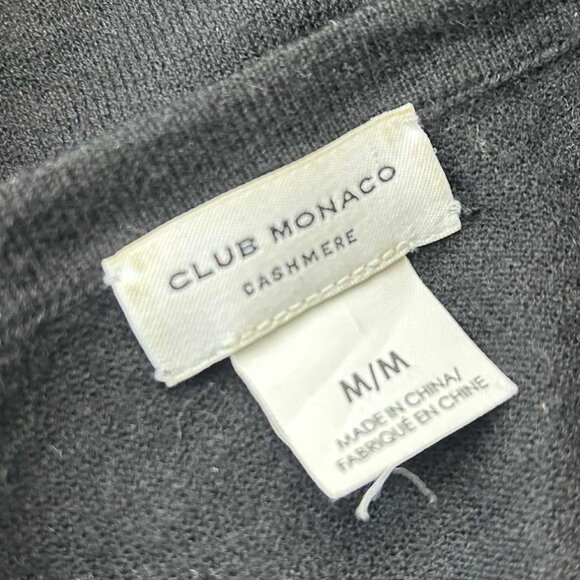 CLUB MONACO
CASHMERE
M/M
MADE IN CHINA/
FABRIQUÉ EN CHINE